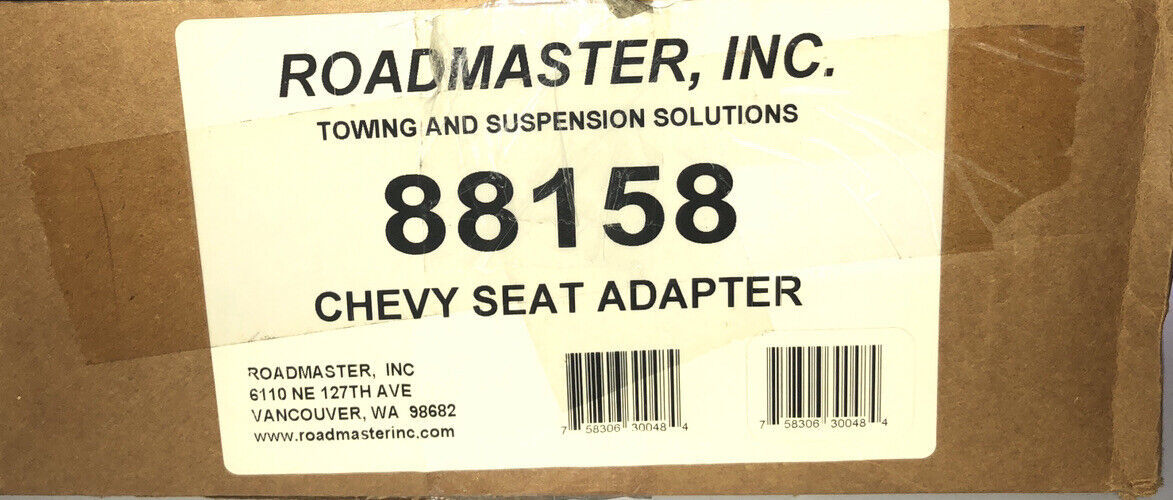 ROADMASTER, INC.
TOWING AND SUSPENSION SOLUTIONS
88158
CHEVY SEAT ADAPTER
ROADMASTER, INC
6110 NE 127TH AVE
VANCOUVER, WA 98682
www.roadmasterinc.com
7 58306 30048 4
7 58306 30048 4